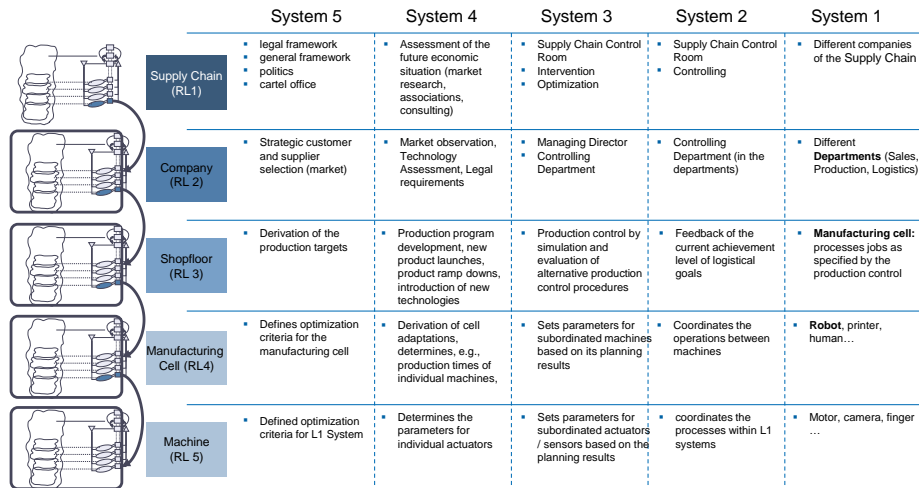 System 5
System 4
System 3
System 2
System 1
Supply Chain
(RL1)
▪ legal framework
▪ general framework
▪ politics
▪ cartel office
▪ Assessment of the
future economic
situation (market
research,
associations,
consulting)
▪ Supply Chain Control
Room
▪ Intervention
▪ Optimization
▪ Supply Chain Control
Room
▪ Controlling
▪ Different companies
of the Supply Chain
Company
(RL 2)
▪ Strategic customer
and supplier
selection (market)
▪ Market observation,
Technology
Assessment, Legal
requirements
▪ Managing Director
▪ Controlling
Department
▪ Controlling
Department (in the
departments)
▪ Different
Departments (Sales,
Production, Logistics)
Shopfloor
(RL 3)
▪ Derivation of the
production targets
▪ Production program
development, new
product launches,
product ramp downs,
introduction of new
technologies
▪ Production control by
simulation and
evaluation of
alternative production
control procedures
▪ Feedback of the
current achievement
level of logistical
goals
▪ Manufacturing cell:
processes jobs as
specified by the
production control
Manufacturing
Cell (RL4)
▪ Defines optimization
criteria for the
manufacturing cell
▪ Derivation of cell
adaptations,
determines, e.g.,
production times of
individual machines,
▪ Sets parameters for
subordinated machines
based on its planning
results
▪ Coordinates the
operations between
machines
▪ Robot, printer,
human…
Machine
(RL 5)
▪ Defined optimization
criteria for L1 System
▪ Determines the
parameters for
individual actuators
▪ Sets parameters for
subordinated actuators
/ sensors based on the
planning results
▪ coordinates the
processes within L1
systems
▪ Motor, camera, finger
…